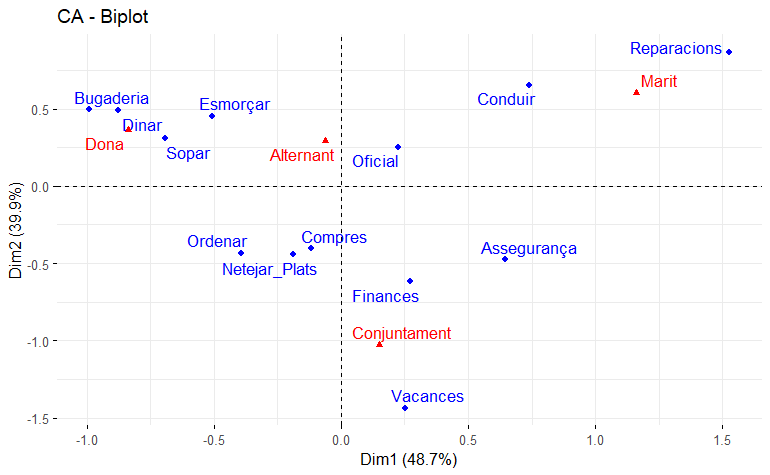 CA - Biplot
Reparacions
Marit
Conduir
Bugaderia
Esmorçar
Dinar
Dona
Sopar
Alternant
Oficial
Ordenar
Compres
Netejar_Plats
Assegurança
Finances
Conjuntament
Vacances
0.5
0.0
-0.5
-1.0
-1.5
Dim2 (39.9%)
-1.0 -0.5 0.0 0.5 1.0 1.5
Dim1 (48.7%)